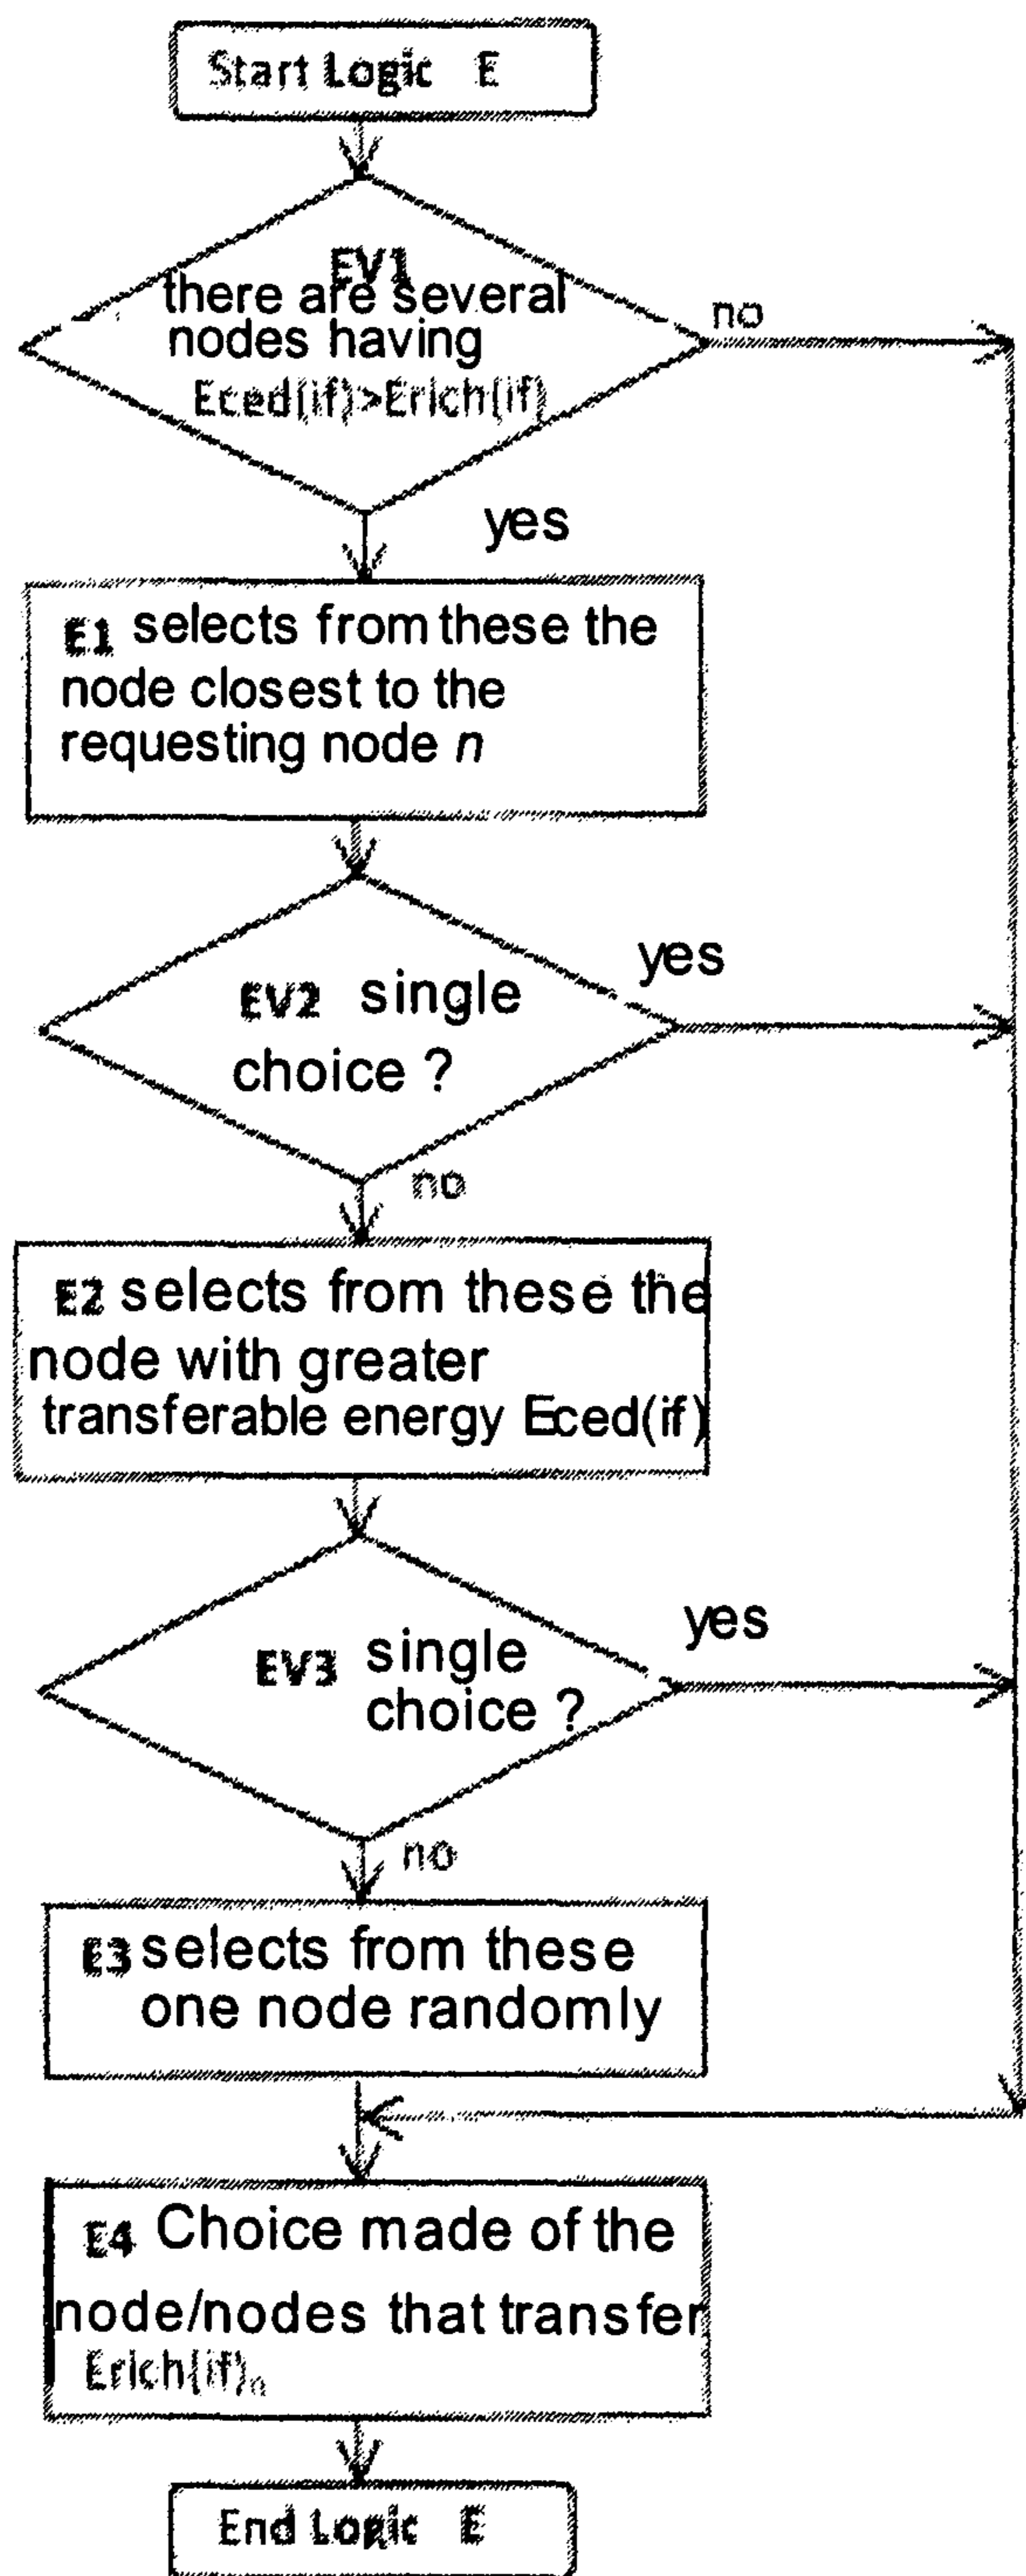 Start Logic E
EV1
there are several
nodes having
Eced(if)>Erich(if)
no
yes
E1 selects from these the
node closest to the
requesting node n
yes
EV2 single
choice ?
no
E2 selects from these the
node with greater
transferable energy Eced(if)
yes
EV3 single
choice ?
no
E3 selects from these
one node randomly
E4 Choice made of the
node/nodes that transfer
Erich(if)n
End Logic E